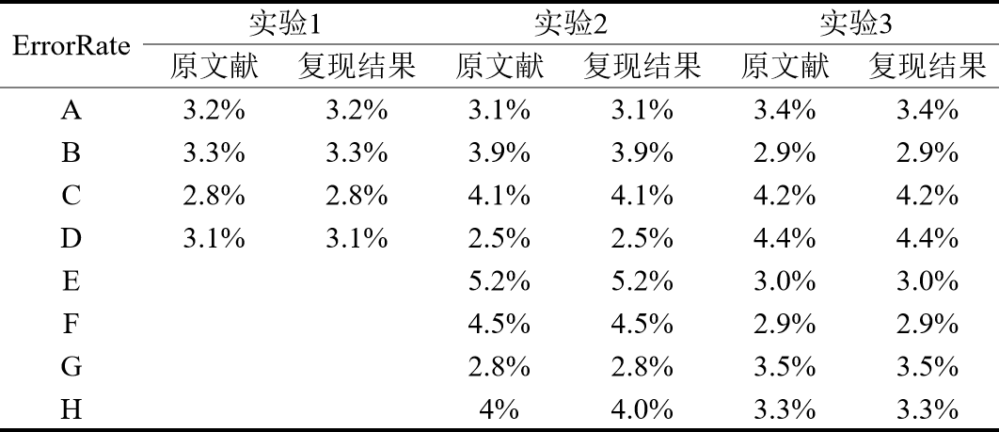 ErrorRate 实验1 实验2 实验3
原文献 复现结果 原文献 复现结果 原文献 复现结果
A 3.2% 3.2% 3.1% 3.1% 3.4% 3.4%
B 3.3% 3.3% 3.9% 3.9% 2.9% 2.9%
C 2.8% 2.8% 4.1% 4.1% 4.2% 4.2%
D 3.1% 3.1% 2.5% 2.5% 4.4% 4.4%
E 5.2% 5.2% 3.0% 3.0%
F 4.5% 4.5% 2.9% 2.9%
G 2.8% 2.8% 3.5% 3.5%
H 4% 4.0% 3.3% 3.3%